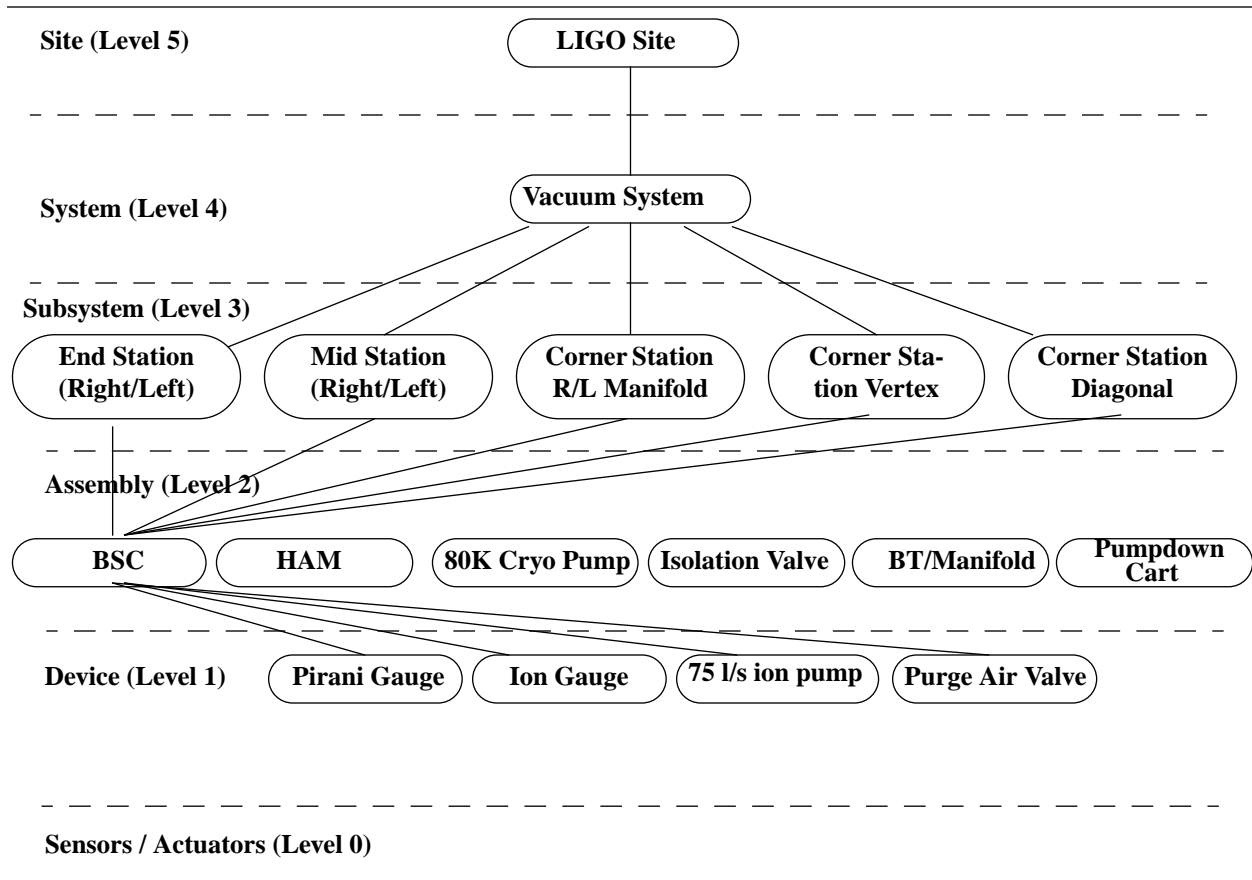 Site (Level 5)
LIGO Site
System (Level 4)
Vacuum System
Subsystem (Level 3)
End Station
(Right/Left)
Mid Station
(Right/Left)
Corner Station
R/L Manifold
Corner Sta-
tion Vertex
Corner Station
Diagonal
Assembly (Level 2)
BSC
HAM
80K Cryo Pump
Isolation Valve
BT/Manifold
Pumpdown
Cart
Device (Level 1)
Pirani Gauge
Ion Gauge
75 l/s ion pump
Purge Air Valve
Sensors / Actuators (Level 0)